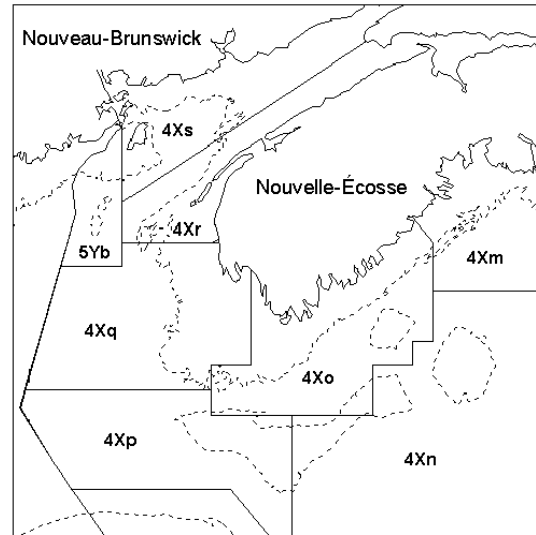 Nouveau-Brunswick
4Xs
Nouvelle-Écosse
4Xr
5Yb
4Xm
4Xq
4Xo
4Xp
4Xn